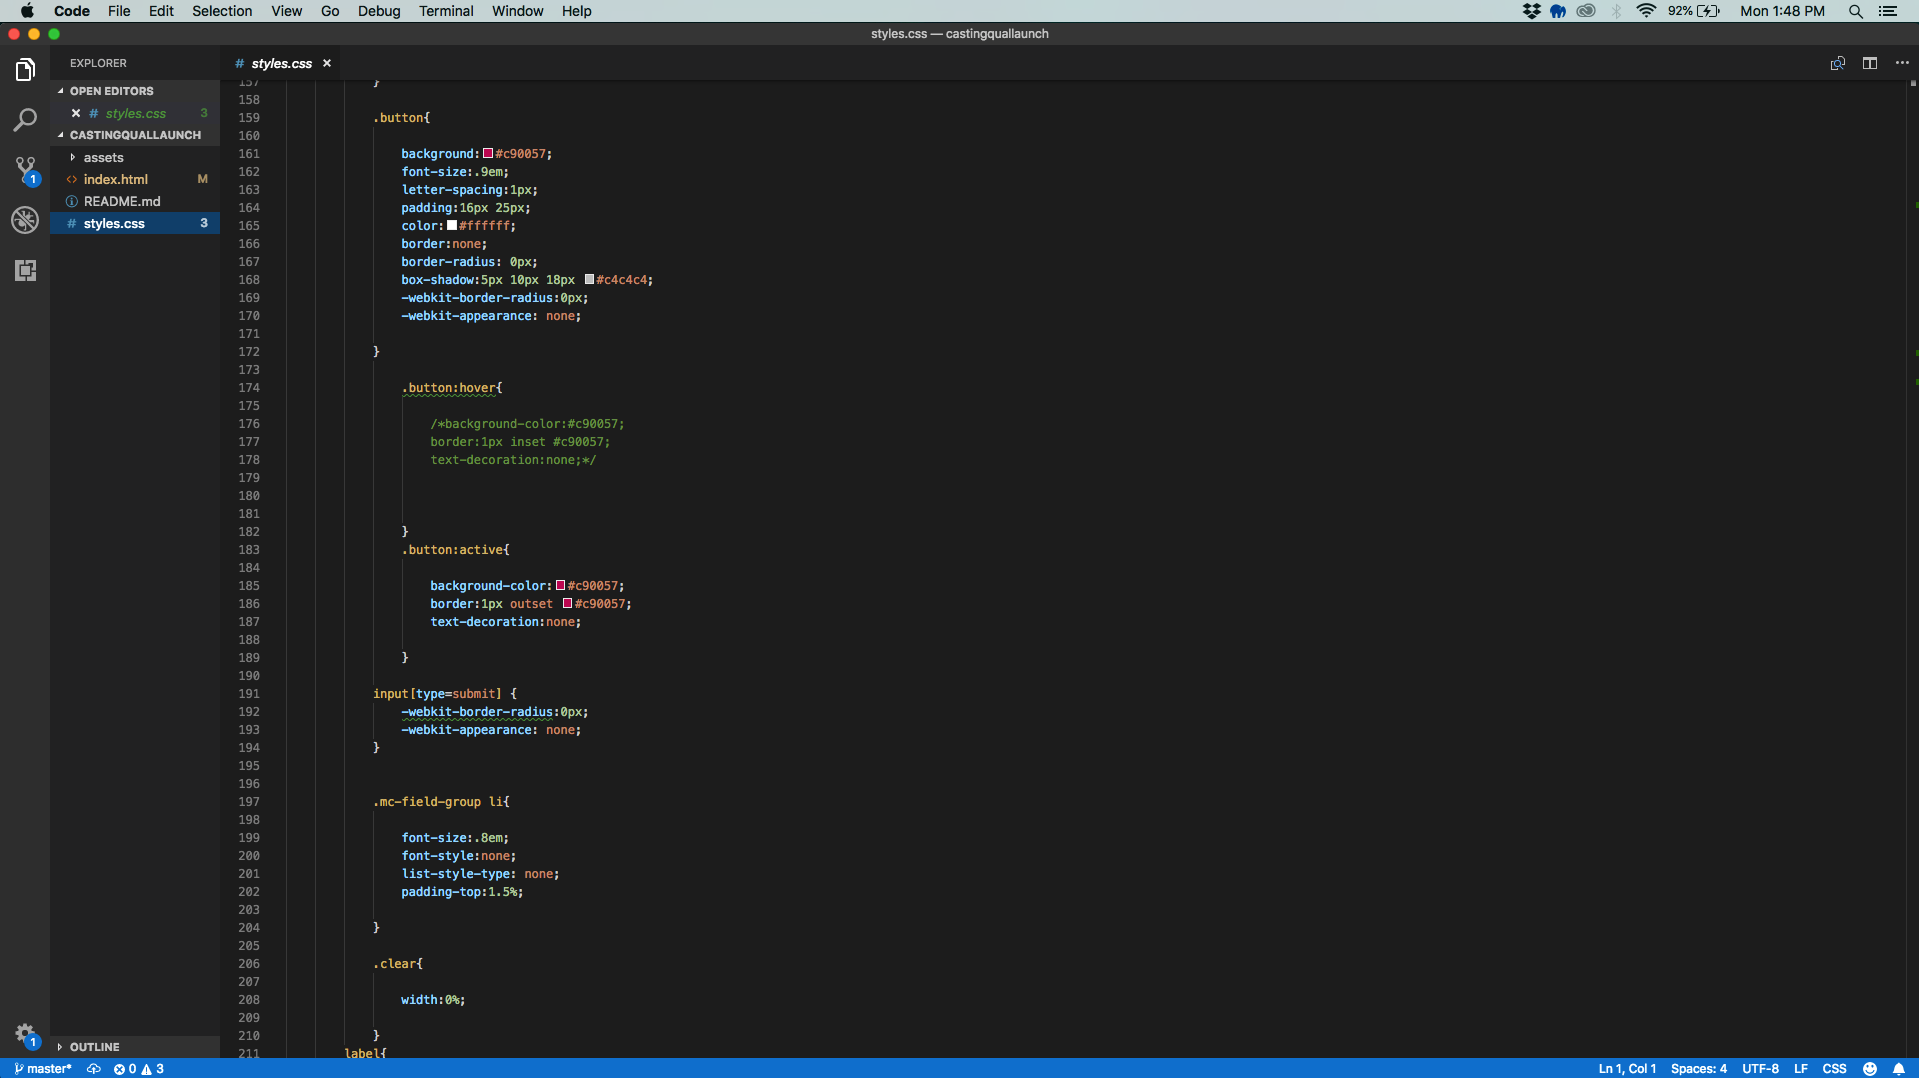 Code File Edit Selection View Go Debug Terminal Window Help 92% Mon 1:48 PM
styles.css — castingquallaunch
EXPLORER
OPEN EDITORS
styles.css 3
CASTINGQUALLAUNCH
assets
index.html M
README.md
styles.css 3
OUTLINE
# styles.css ×
157 }
158
159 .button{
160
161 background:#c90057;
162 font-size:.9em;
163 letter-spacing:1px;
164 padding:16px 25px;
165 color:#ffffff;
166 border:none;
167 border-radius: 0px;
168 box-shadow:5px 10px 18px #c4c4c4;
169 -webkit-border-radius:0px;
170 -webkit-appearance: none;
171
172 }
173
174 .button:hover{
175
176 /*background-color:#c90057;
177 border:1px inset #c90057;
178 text-decoration:none;*/
179
180
181
182 }
183 .button:active{
184
185 background-color:#c90057;
186 border:1px outset #c90057;
187 text-decoration:none;
188
189 }
190
191 input[type=submit] {
192 -webkit-border-radius:0px;
193 -webkit-appearance: none;
194 }
195
196
197 .mc-field-group li{
198
199 font-size:.8em;
200 font-style:none;
201 list-style-type: none;
202 padding-top:1.5%;
203
204 }
205
206 .clear{
207
208 width:0%;
209
210 }
211 label{
1
1
master* 0 3 Ln 1, Col 1 Spaces: 4 UTF-8 LF CSS